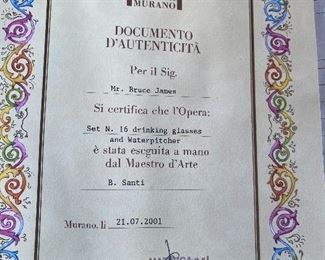 MURANO
DOCUMENTO
D'AUTENTICITÀ
Per il Sig.
Mr. Bruce James
Si certifica che l'Opera:
Set N. 16 drinking glasses
and Waterpitcher
è stata eseguita a mano
dal Maestro d'Arte
B. Santi
Murano, li 21.07.2001